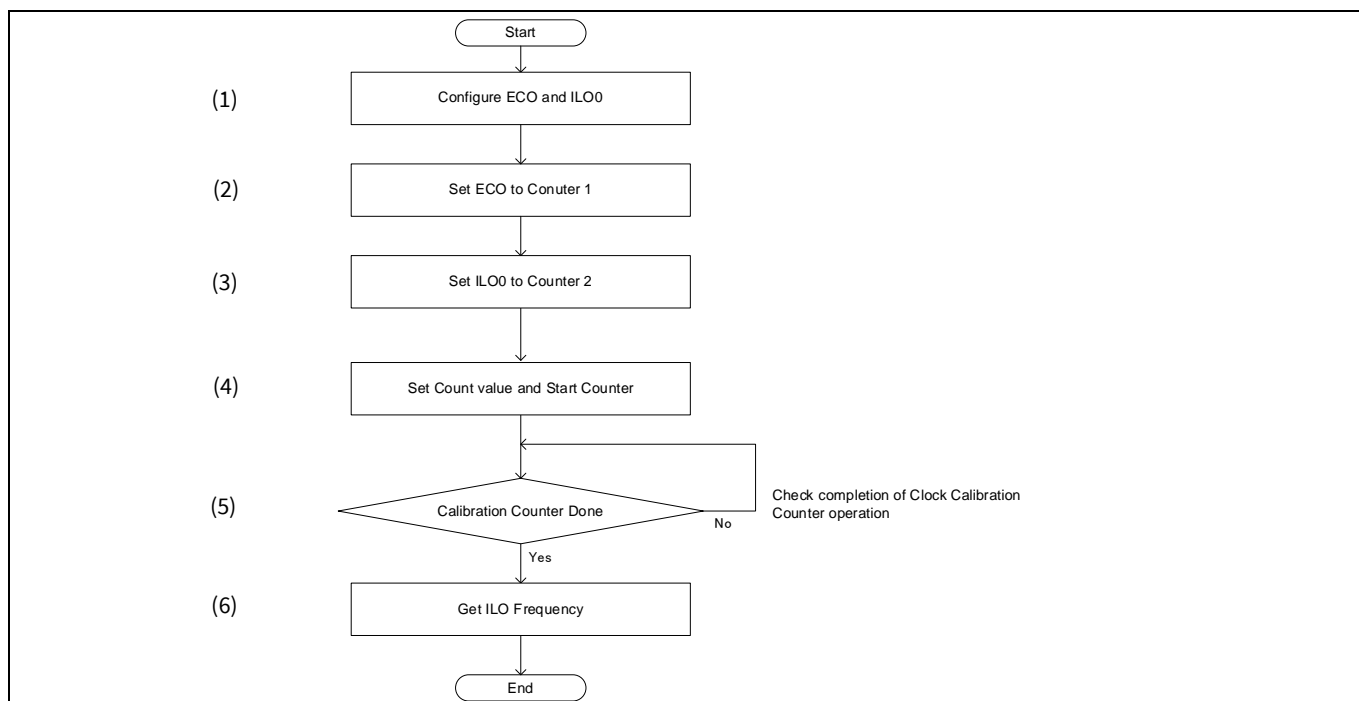 Start
(1)
Configure ECO and ILO0
(2)
Set ECO to Conuter 1
(3)
Set ILO0 to Counter 2
(4)
Set Count value and Start Counter
(5)
Calibration Counter Done
No
Check completion of Clock Calibration
Counter operation
Yes
(6)
Get ILO Frequency
End